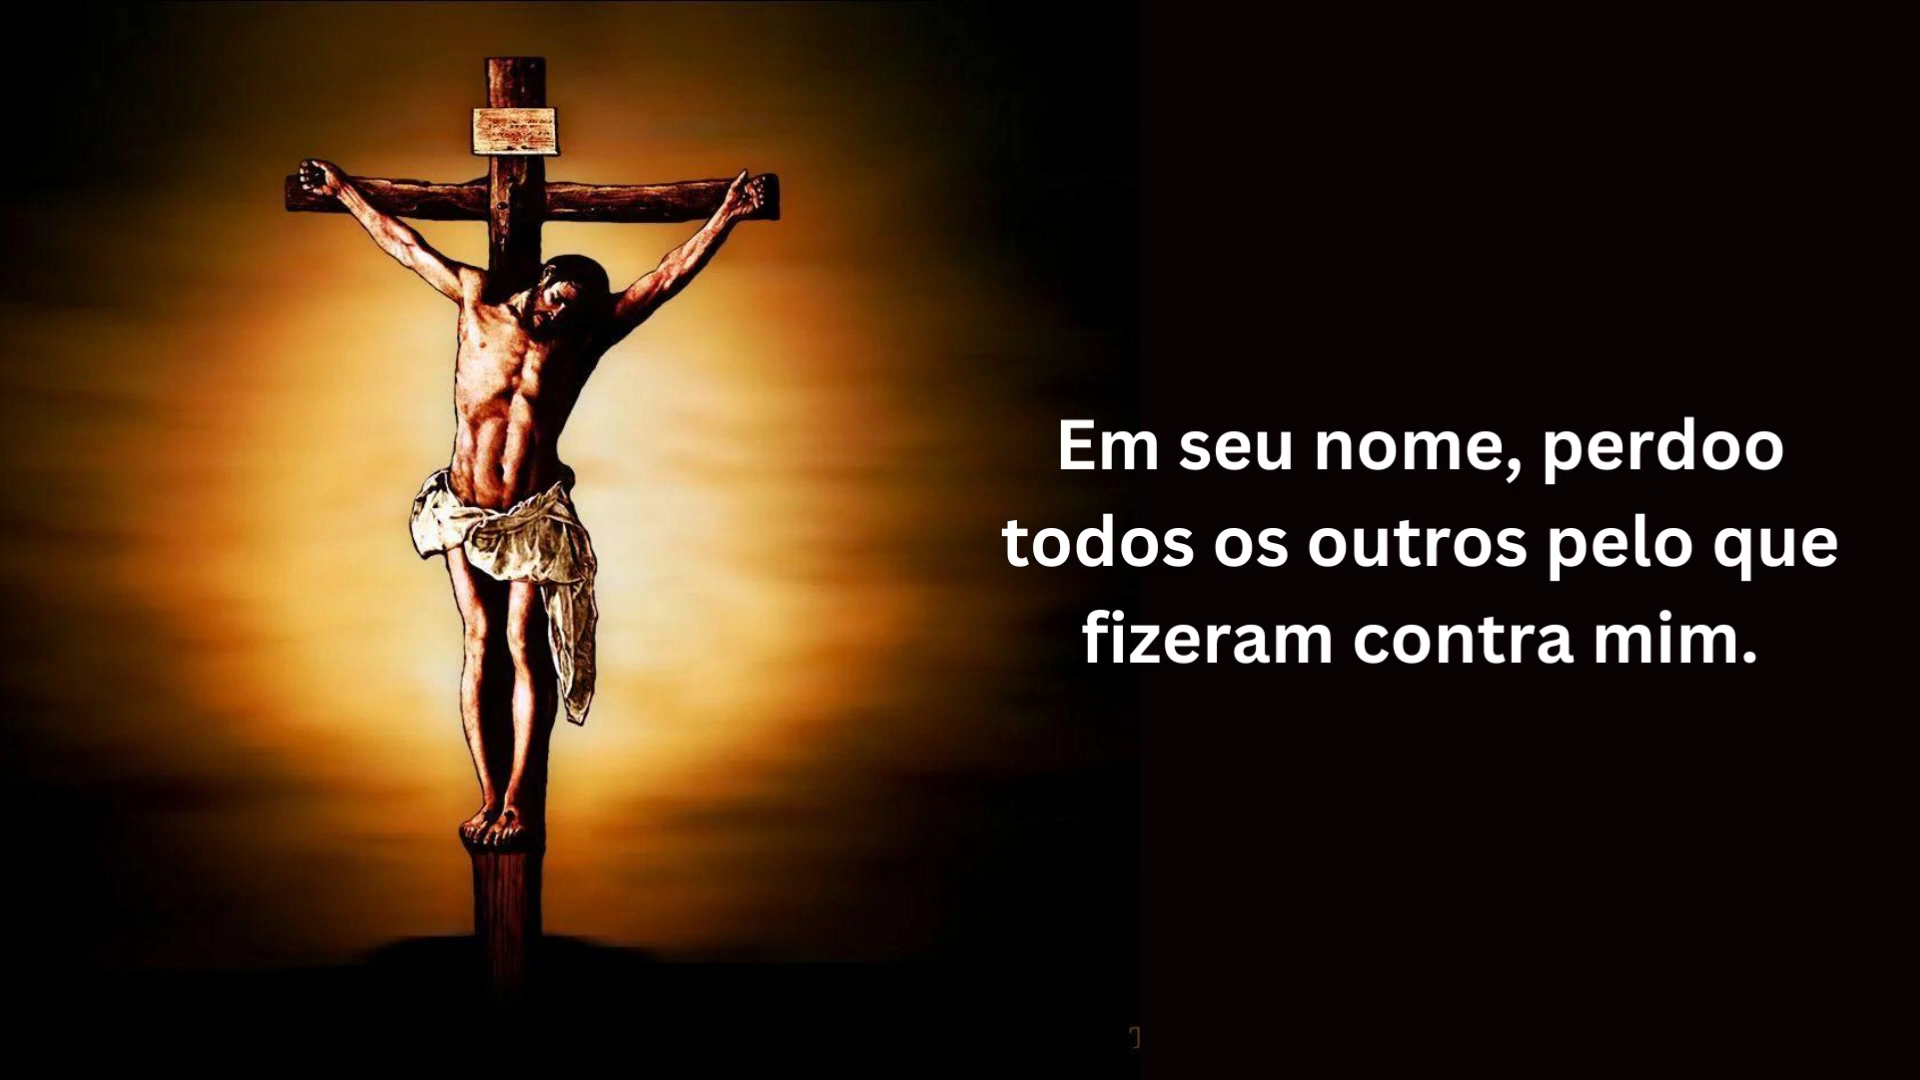 Em seu nome, perdoo
todos os outros pelo que
fizeram contra mim.